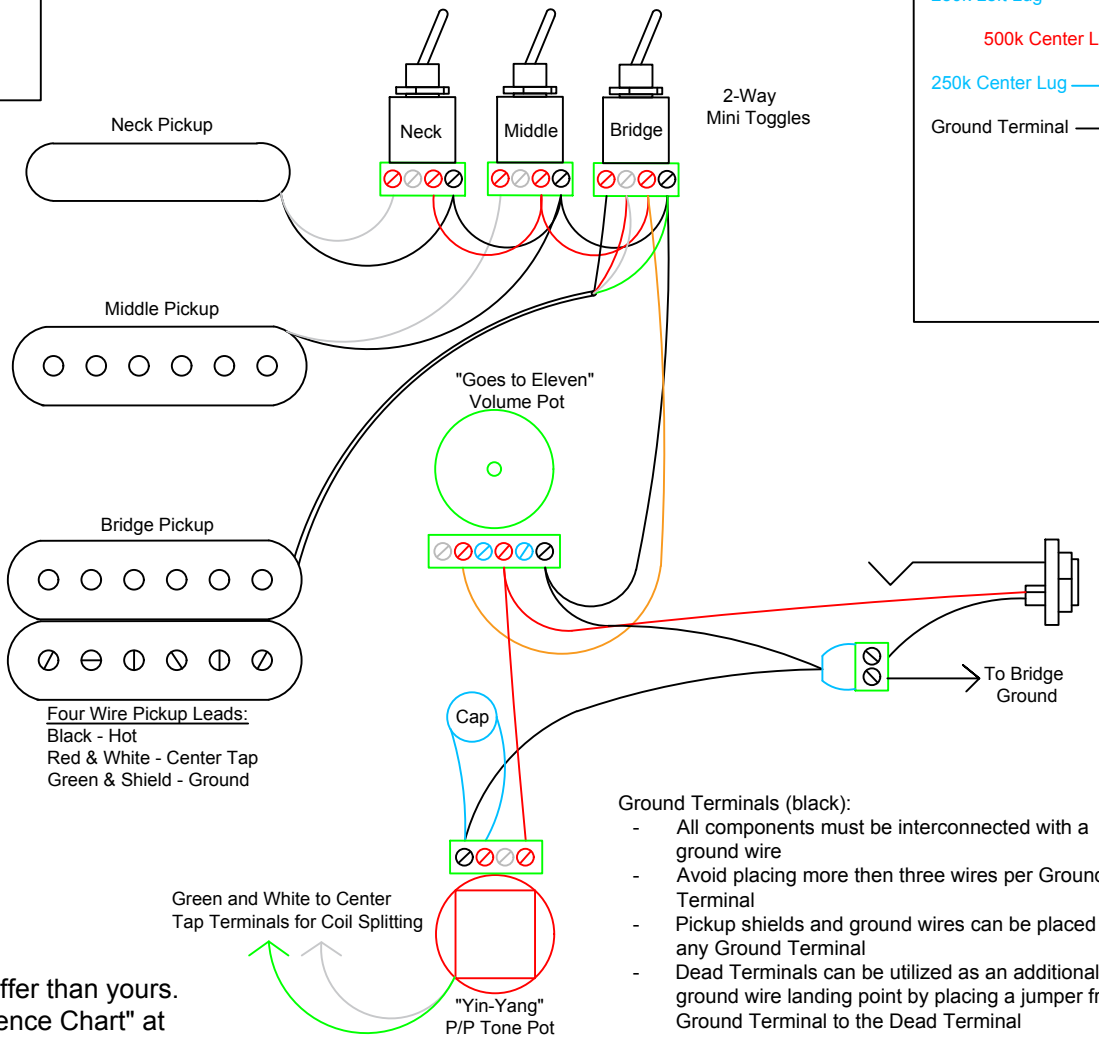 500k Center L
250k Center Lug
Ground Terminal
2-Way
Mini Toggles
Neck Pickup
Neck
Middle
Bridge
Middle Pickup
"Goes to Eleven"
Volume Pot
Bridge Pickup
Four Wire Pickup Leads:
Black - Hot
Red & White - Center Tap
Green & Shield - Ground
Cap
To Bridge
Ground
Ground Terminals (black):
- All components must be interconnected with a
ground wire
- Avoid placing more then three wires per Ground
Terminal
- Pickup shields and ground wires can be placed
any Ground Terminal
- Dead Terminals can be utilized as an additional
ground wire landing point by placing a jumper fr
Ground Terminal to the Dead Terminal
Green and White to Center
Tap Terminals for Coil Splitting
"Yin-Yang"
P/P Tone Pot
ffer than yours.
ence Chart" at